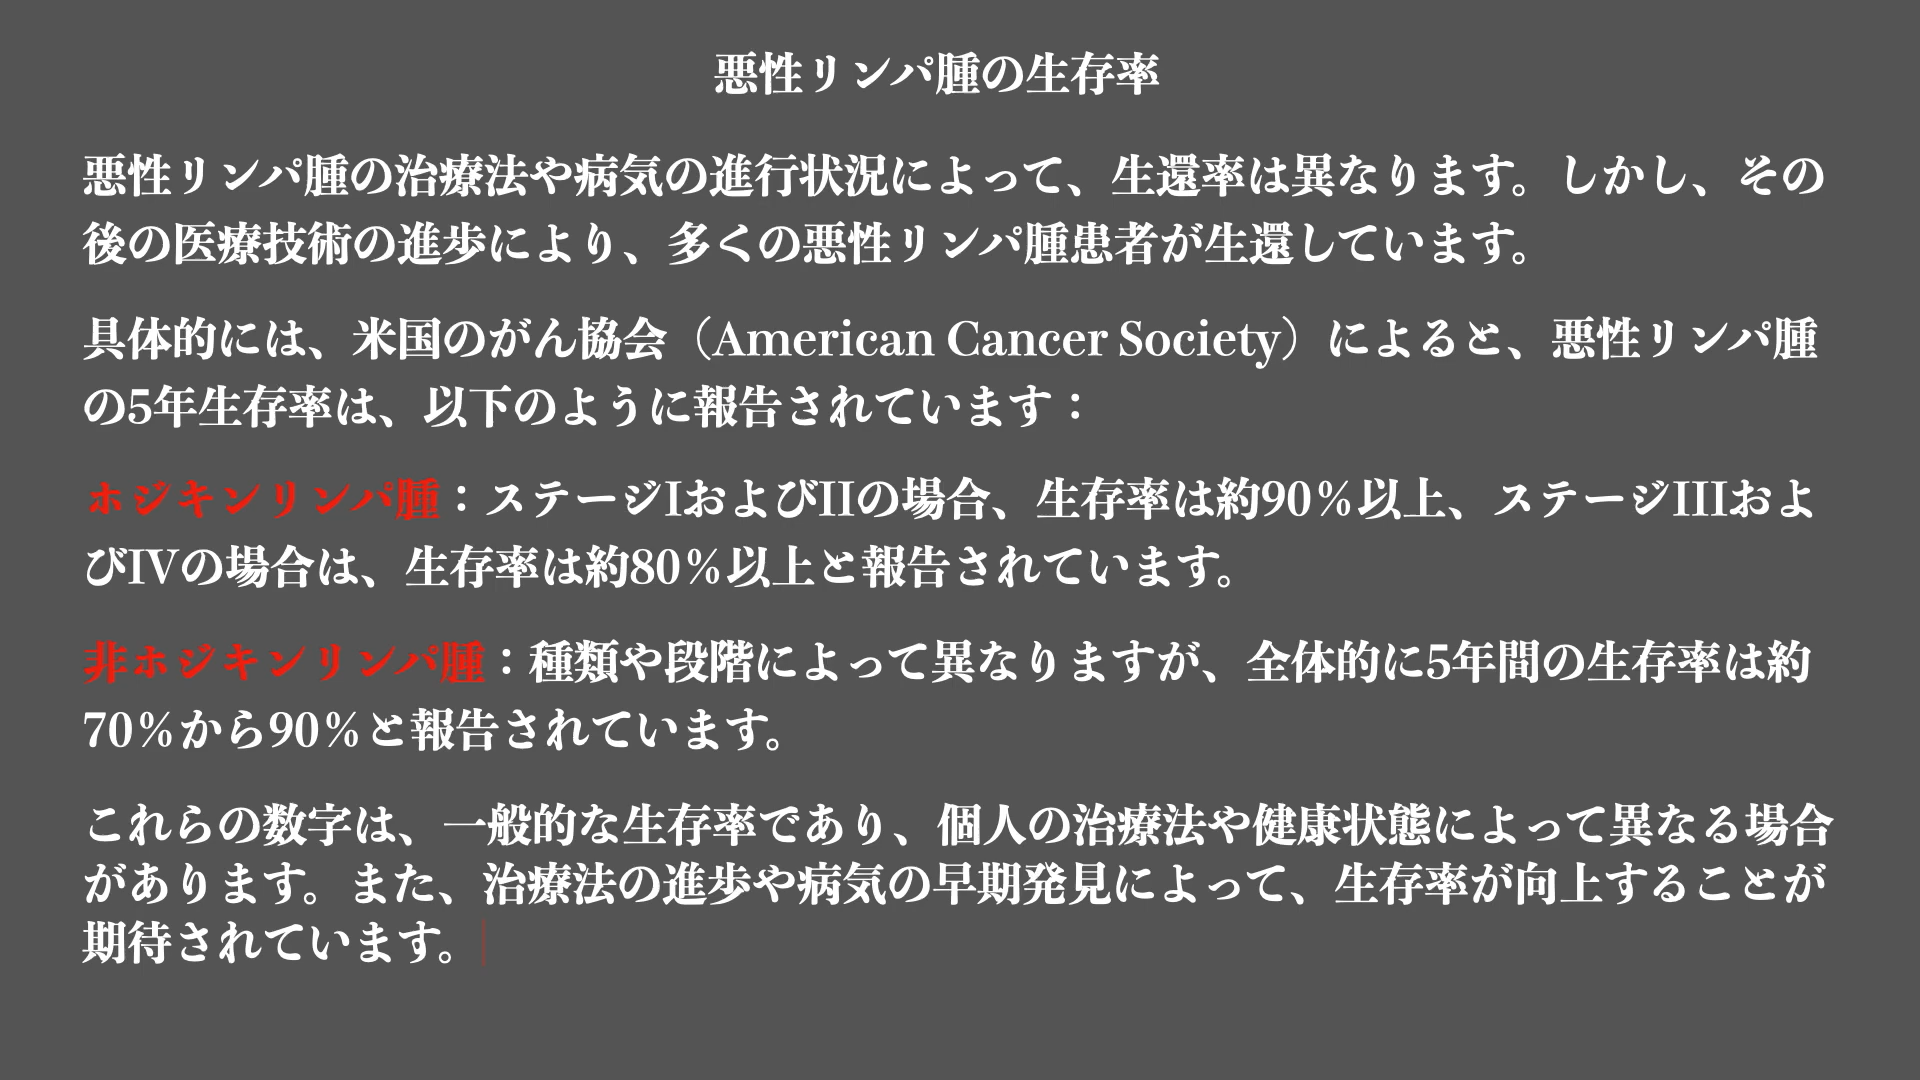 悪性リンパ腫の生存率
悪性リンパ腫の治療法や病気の進行状況によって、生還率は異なります。しかし、その
後の医療技術の進歩により、多くの悪性リンパ腫患者が生還しています。
具体的には、米国のがん協会（American Cancer Society）によると、悪性リンパ腫
の5年生存率は、以下のように報告されています：
ホジキンリンパ腫：ステージIおよびIIの場合、生存率は約90％以上、ステージIIIおよ
びIVの場合は、生存率は約80％以上と報告されています。
非ホジキンリンパ腫：種類や段階によって異なりますが、全体的に5年間の生存率は約
70％から90％と報告されています。
これらの数字は、一般的な生存率であり、個人の治療法や健康状態によって異なる場合
があります。また、治療法の進歩や病気の早期発見によって、生存率が向上することが
期待されています。